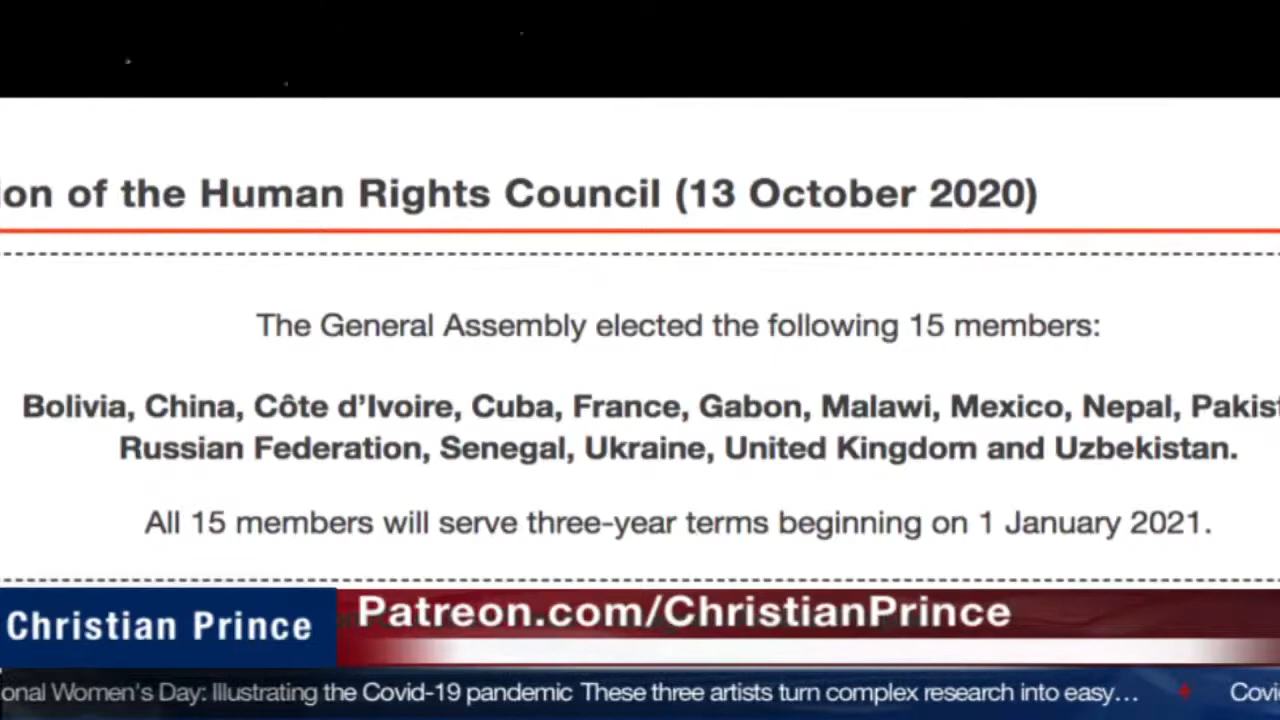 ion of the Human Rights Council (13 October 2020)
The General Assembly elected the following 15 members:
Bolivia, China, Côte d'Ivoire, Cuba, France, Gabon, Malawi, Mexico, Nepal, Pakist
Russian Federation, Senegal, Ukraine, United Kingdom and Uzbekistan.
All 15 members will serve three-year terms beginning on 1 January 2021.
Christian Prince
Patreon.com/ChristianPrince
onal Women's Day: Illustrating the Covid-19 pandemic These three artists turn complex research into easy… Covi